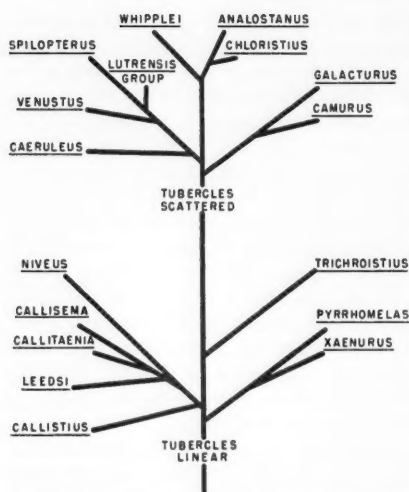 WHIPPLEI
ANALOSTANUS
SPILOPTERUS
CHLORISTIUS
LUTRENSIS
GROUP
GALACTURUS
VENUSTUS
CAMURUS
CAERULEUS
TUBERCLES
SCATTERED
NIVEUS
TRICHROISTIUS
CALLISEMA
PYRRHOMELAS
CALLITAENIA
XAENURUS
LEEDSI
CALLISTIUS
TUBERCLES
LINEAR